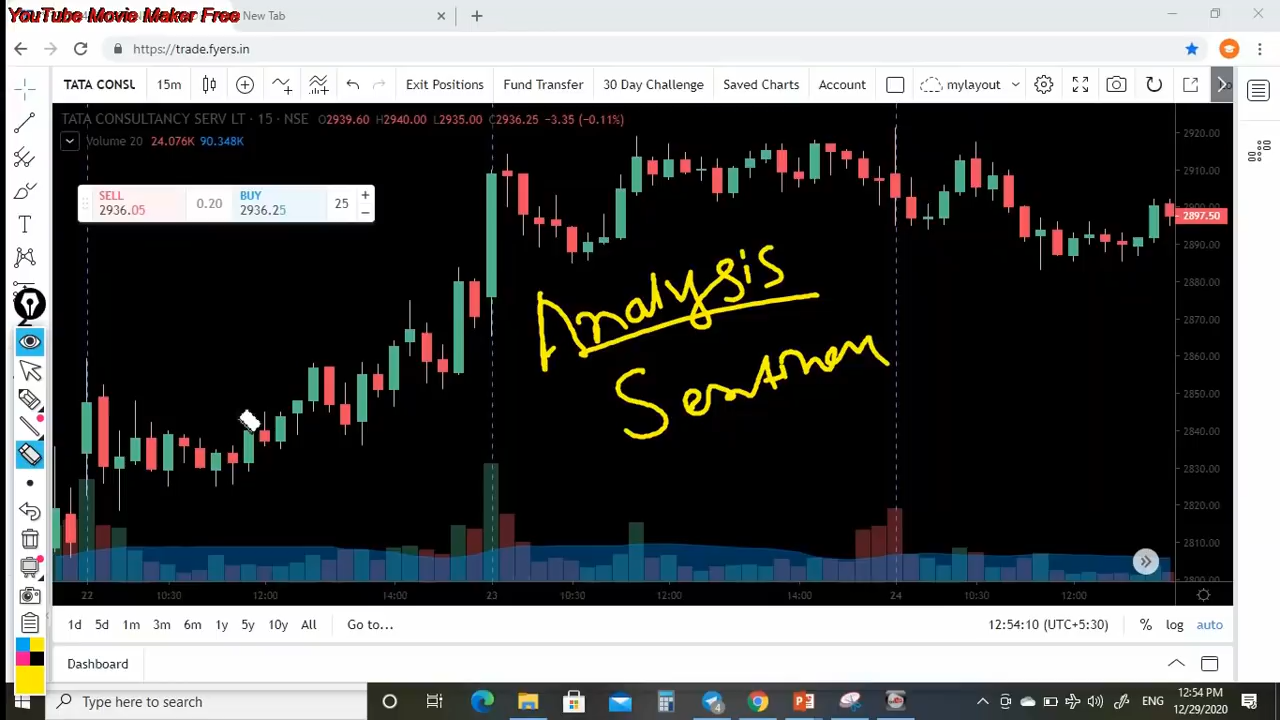 YouTube Movie Maker Free
New Tab
https://trade.fyers.in
TATA CONSL 15m Exit Positions Fund Transfer 30 Day Challenge Saved Charts Account mylayout
TATA CONSULTANCY SERV LT · 15 · NSE O2939.60 H2940.00 L2935.00 C2936.25 −3.35 (−0.11%)
Volume 20 24.076K 90.348K
SELL 2936.05 0.20 BUY 2936.25 25
Analysis
2920.00
2910.00
2900.00
2897.50
2890.00
2880.00
2870.00
2860.00
2850.00
2840.00
2830.00
2820.00
2810.00
2800.00
22 10:30 12:00 14:00 23 10:30 12:00 14:00 24 10:30 12:00
1d 5d 1m 3m 6m 1y 5y 10y All Go to... 12:54:10 (UTC+5:30) % log auto
Dashboard
Type here to search
ENG
12:54 PM
12/29/2020